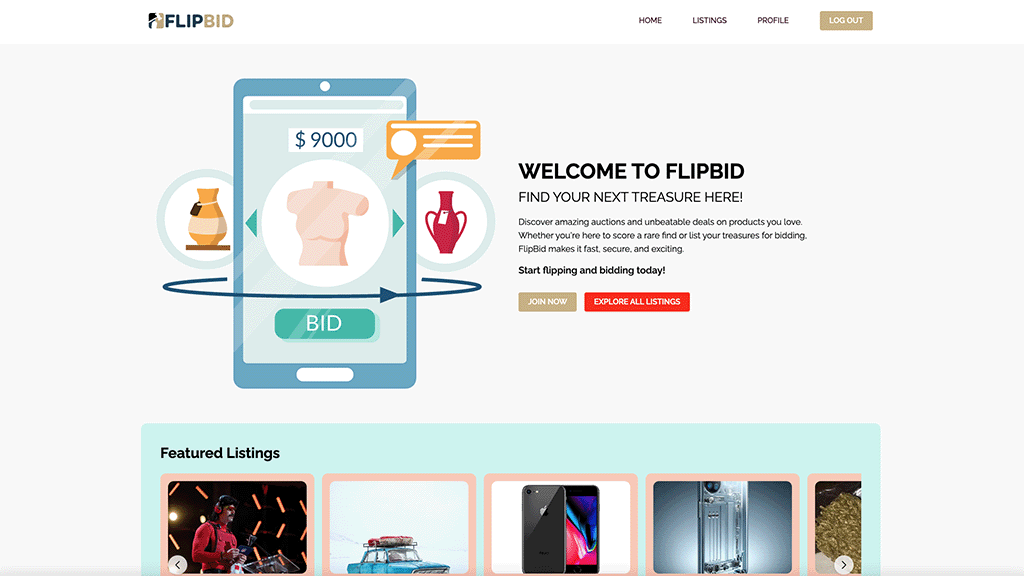 FLIPBID
HOME
LISTINGS
PROFILE
LOG OUT
$ 9000
BID
WELCOME TO FLIPBID
FIND YOUR NEXT TREASURE HERE!
Discover amazing auctions and unbeatable deals on products you love.
Whether you're here to score a rare find or list your treasures for bidding,
FlipBid makes it fast, secure, and exciting.
Start flipping and bidding today!
JOIN NOW
EXPLORE ALL LISTINGS
Featured Listings